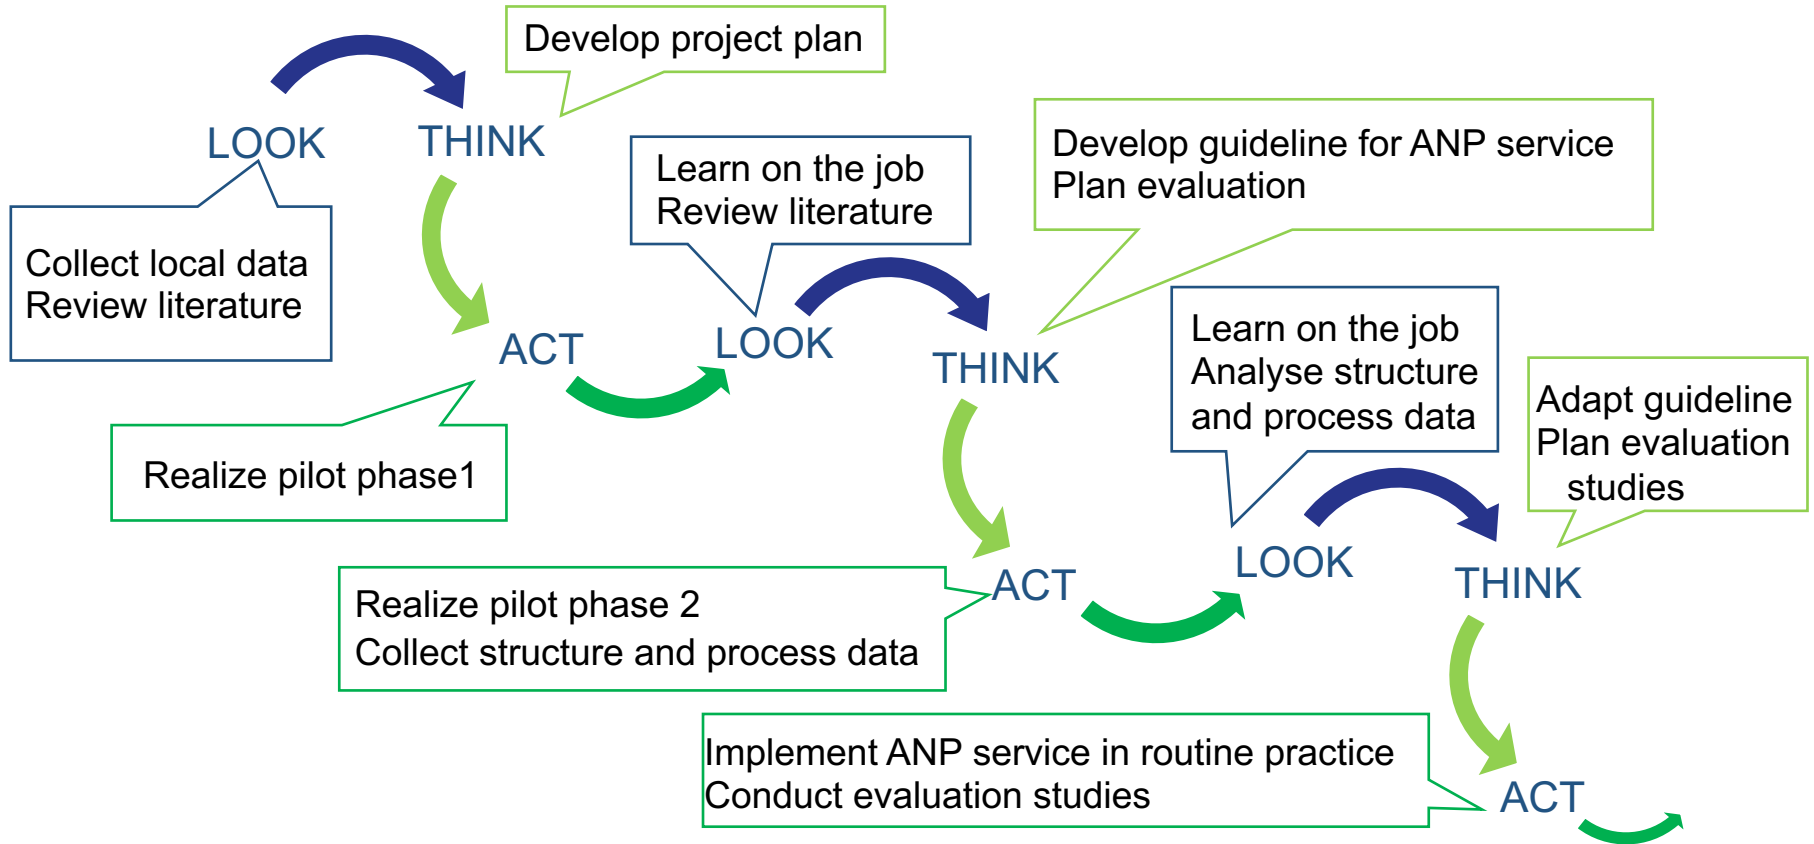 Develop project plan
LOOK
THINK
Collect local data
Review literature
ACT
Realize pilot phase1
Learn on the job
Review literature
LOOK
Develop guideline for ANP service
Plan evaluation
THINK
Realize pilot phase 2
Collect structure and process data
ACT
Learn on the job
Analyse structure
and process data
LOOK
Adapt guideline
Plan evaluation
studies
THINK
Implement ANP service in routine practice
Conduct evaluation studies
ACT